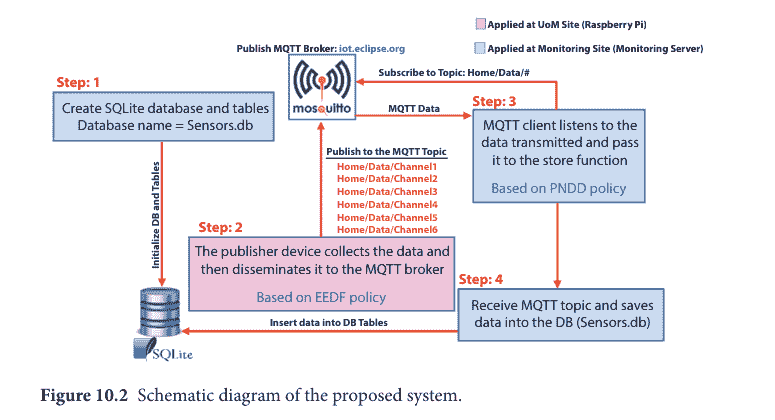 Applied at UoM Site (Raspberry Pi)
Applied at Monitoring Site (Monitoring Server)
Publish MQTT Broker: iot.eclipse.org
mosquitto
Subscribe to Topic: Home/Data/#
MQTT Data
Step: 1
Create SQLite database and tables
Database name = Sensors.db
Initialize DB and Tables
Step: 3
MQTT client listens to the
data transmitted and pass
it to the store function
Based on PNDD policy
Publish to the MQTT Topic
Home/Data/Channel1
Home/Data/Channel2
Home/Data/Channel3
Home/Data/Channel4
Home/Data/Channel5
Home/Data/Channel6
Step: 2
The publisher device collects the data and
then disseminates it to the MQTT broker
Based on EEDF policy
Step: 4
Receive MQTT topic and saves
data into the DB (Sensors.db)
Insert data into DB Tables
SQLite
Figure 10.2 Schematic diagram of the proposed system.